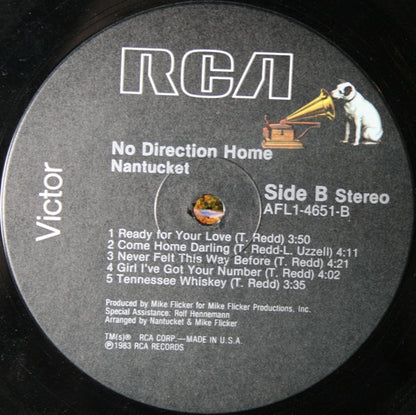 RCA
Victor
No Direction Home
Nantucket
Side B Stereo
AFL1-4651-B
1 Ready for Your Love (T. Redd) 3:50
2 Come Home Darling (T. Redd-L. Uzzell) 4:11
3 Never Felt This Way Before (T. Redd) 4:21
4 Girl I've Got Your Number (T. Redd) 4:02
5 Tennessee Whiskey (T. Redd) 3:35
Produced by Mike Flicker for Mike Flicker Productions, Inc.
Special Assistance: Rolf Hennemann
Arranged by Nantucket & Mike Flicker
TM(s)® RCA CORP.—MADE IN U.S.A.
℗1983 RCA RECORDS